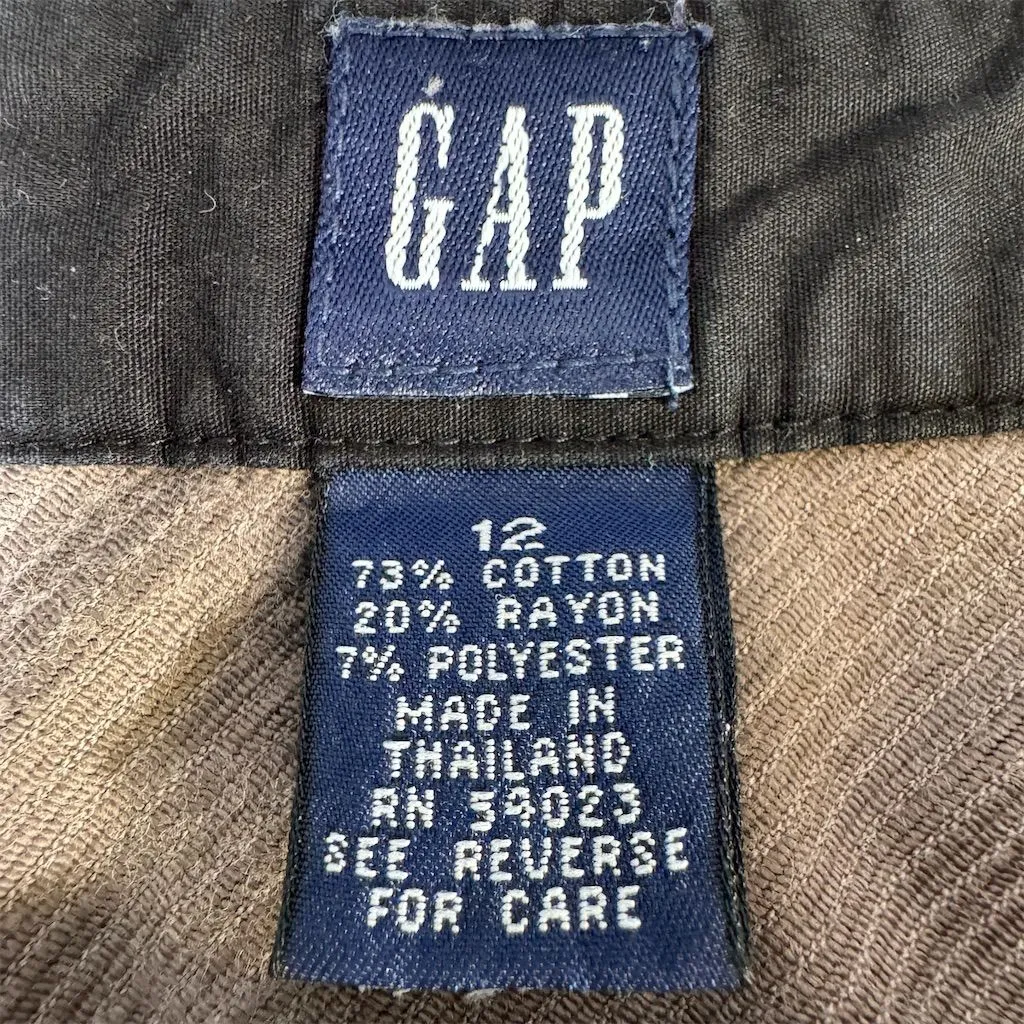 GAP
12
73% COTTON
20% RAYON
7% POLYESTER
MADE IN
THAILAND
RN 54023
SEE REVERSE
FOR CARE